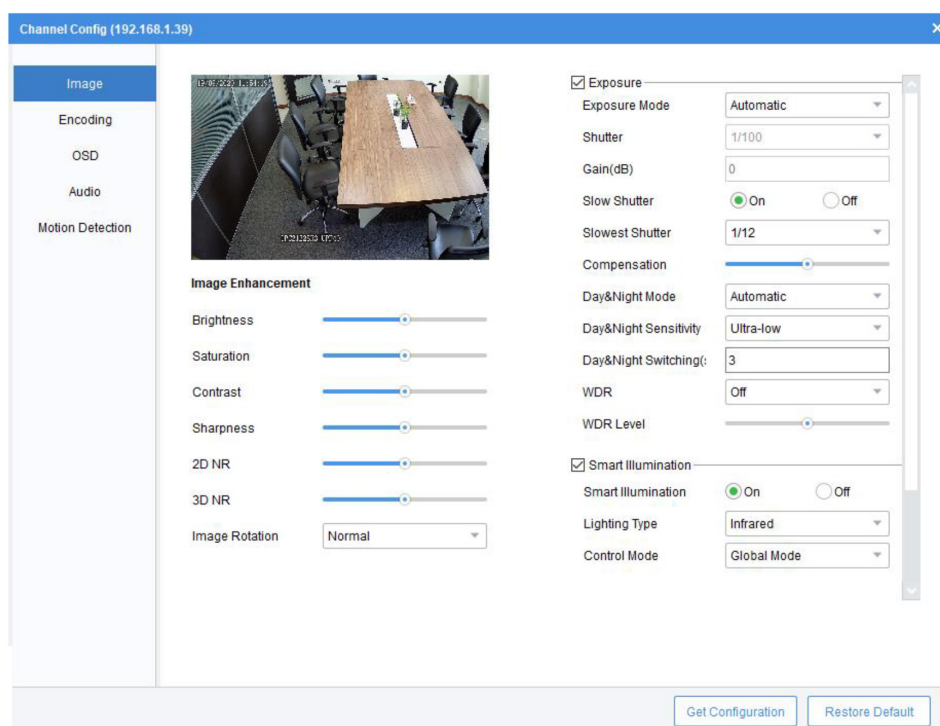 Channel Config (192.168.1.39)
Image
Encoding
OSD
Audio
Motion Detection
Image Enhancement
Brightness
Saturation
Contrast
Sharpness
2D NR
3D NR
Image Rotation Normal
Exposure
Exposure Mode Automatic
Shutter 1/100
Gain(dB) 0
Slow Shutter On Off
Slowest Shutter 1/12
Compensation
Day&Night Mode Automatic
Day&Night Sensitivity Ultra-low
Day&Night Switching(s 3
WDR Off
WDR Level
Smart Illumination
Smart Illumination On Off
Lighting Type Infrared
Control Mode Global Mode
Get Configuration Restore Default